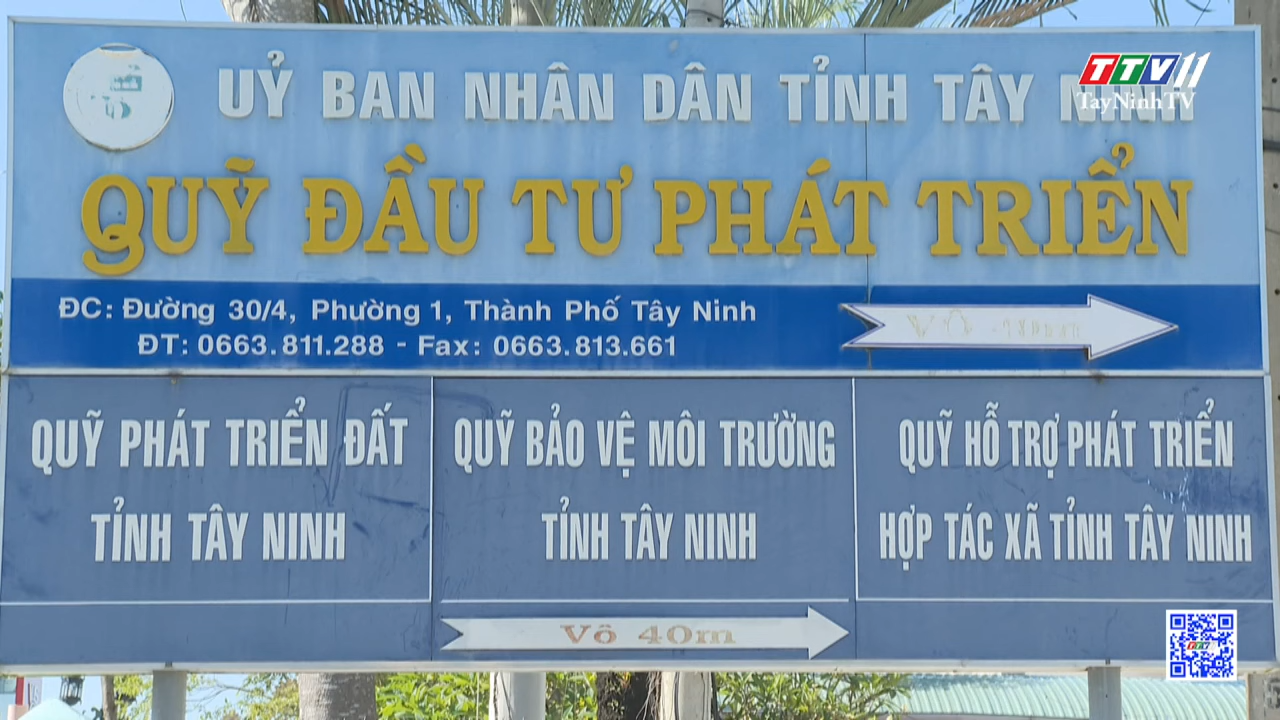 TTV11
TayNinhTV
UỶ BAN NHÂN DÂN TỈNH TÂY NINH
QUỸ ĐẦU TƯ PHÁT TRIỂN
ĐC: Đường 30/4, Phường 1, Thành Phố Tây Ninh
ĐT: 0663.811.288 - Fax: 0663.813.661
VÔ
QUỸ PHÁT TRIỂN ĐẤT
TỈNH TÂY NINH
QUỸ BẢO VỆ MÔI TRƯỜNG
TỈNH TÂY NINH
QUỸ HỖ TRỢ PHÁT TRIỂN
HỢP TÁC XÃ TỈNH TÂY NINH
Vô 40m